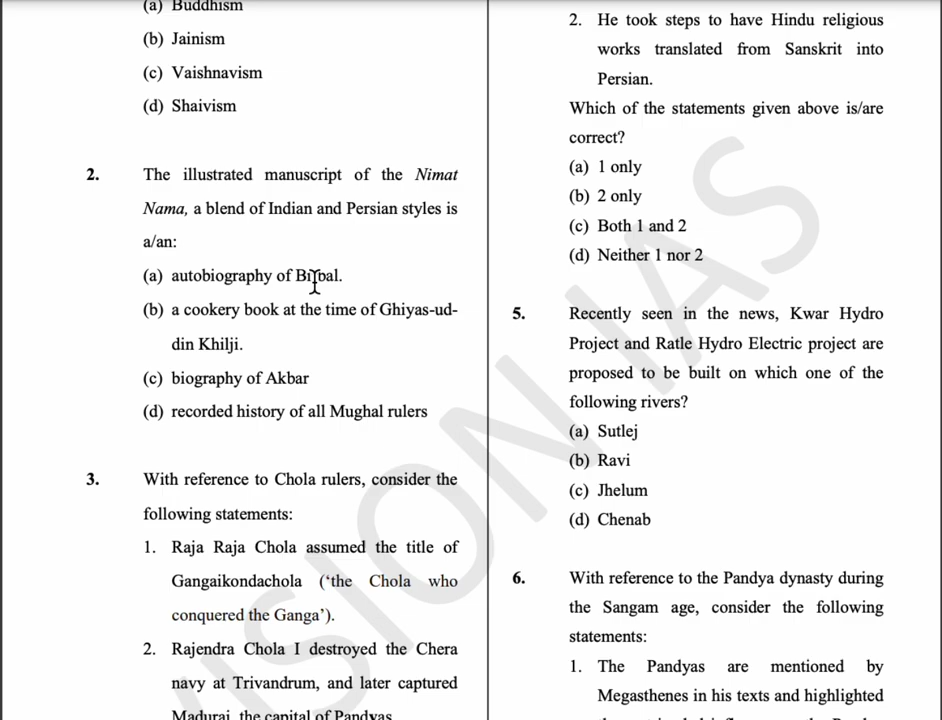 (a) Buddhism
(b) Jainism
(c) Vaishnavism
(d) Shaivism
2. The illustrated manuscript of the Nimat
Nama, a blend of Indian and Persian styles is
a/an:
(a) autobiography of Birbal.
(b) a cookery book at the time of Ghiyas-ud-
din Khilji.
(c) biography of Akbar
(d) recorded history of all Mughal rulers
3. With reference to Chola rulers, consider the
following statements:
1. Raja Raja Chola assumed the title of
Gangaikondachola (‘the Chola who
conquered the Ganga’).
2. Rajendra Chola I destroyed the Chera
navy at Trivandrum, and later captured
Madurai, the capital of Pandyas
2. He took steps to have Hindu religious
works translated from Sanskrit into
Persian.
Which of the statements given above is/are
correct?
(a) 1 only
(b) 2 only
(c) Both 1 and 2
(d) Neither 1 nor 2
5. Recently seen in the news, Kwar Hydro
Project and Ratle Hydro Electric project are
proposed to be built on which one of the
following rivers?
(a) Sutlej
(b) Ravi
(c) Jhelum
(d) Chenab
6. With reference to the Pandya dynasty during
the Sangam age, consider the following
statements:
1. The Pandyas are mentioned by
Megasthenes in his texts and highlighted
VISION IAS